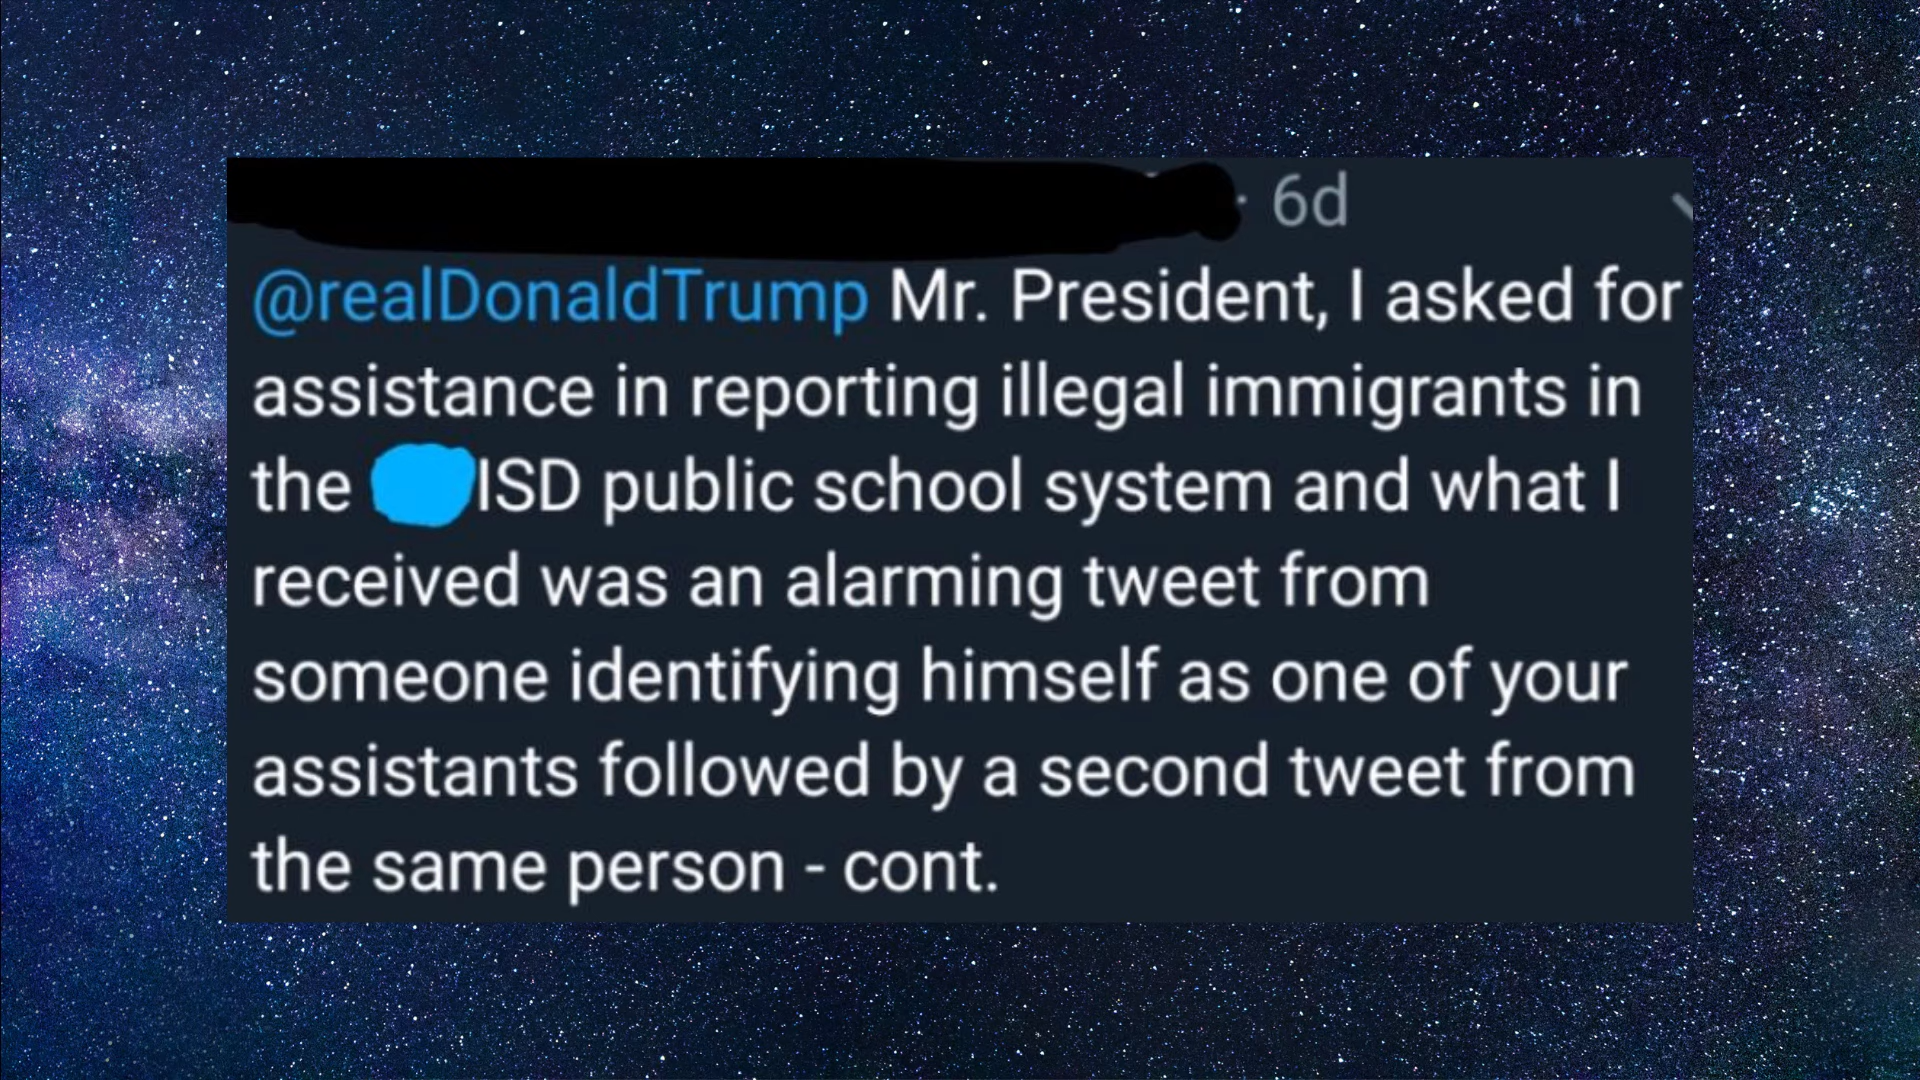 · 6d
@realDonaldTrump Mr. President, I asked for
assistance in reporting illegal immigrants in
the ISD public school system and what I
received was an alarming tweet from
someone identifying himself as one of your
assistants followed by a second tweet from
the same person - cont.